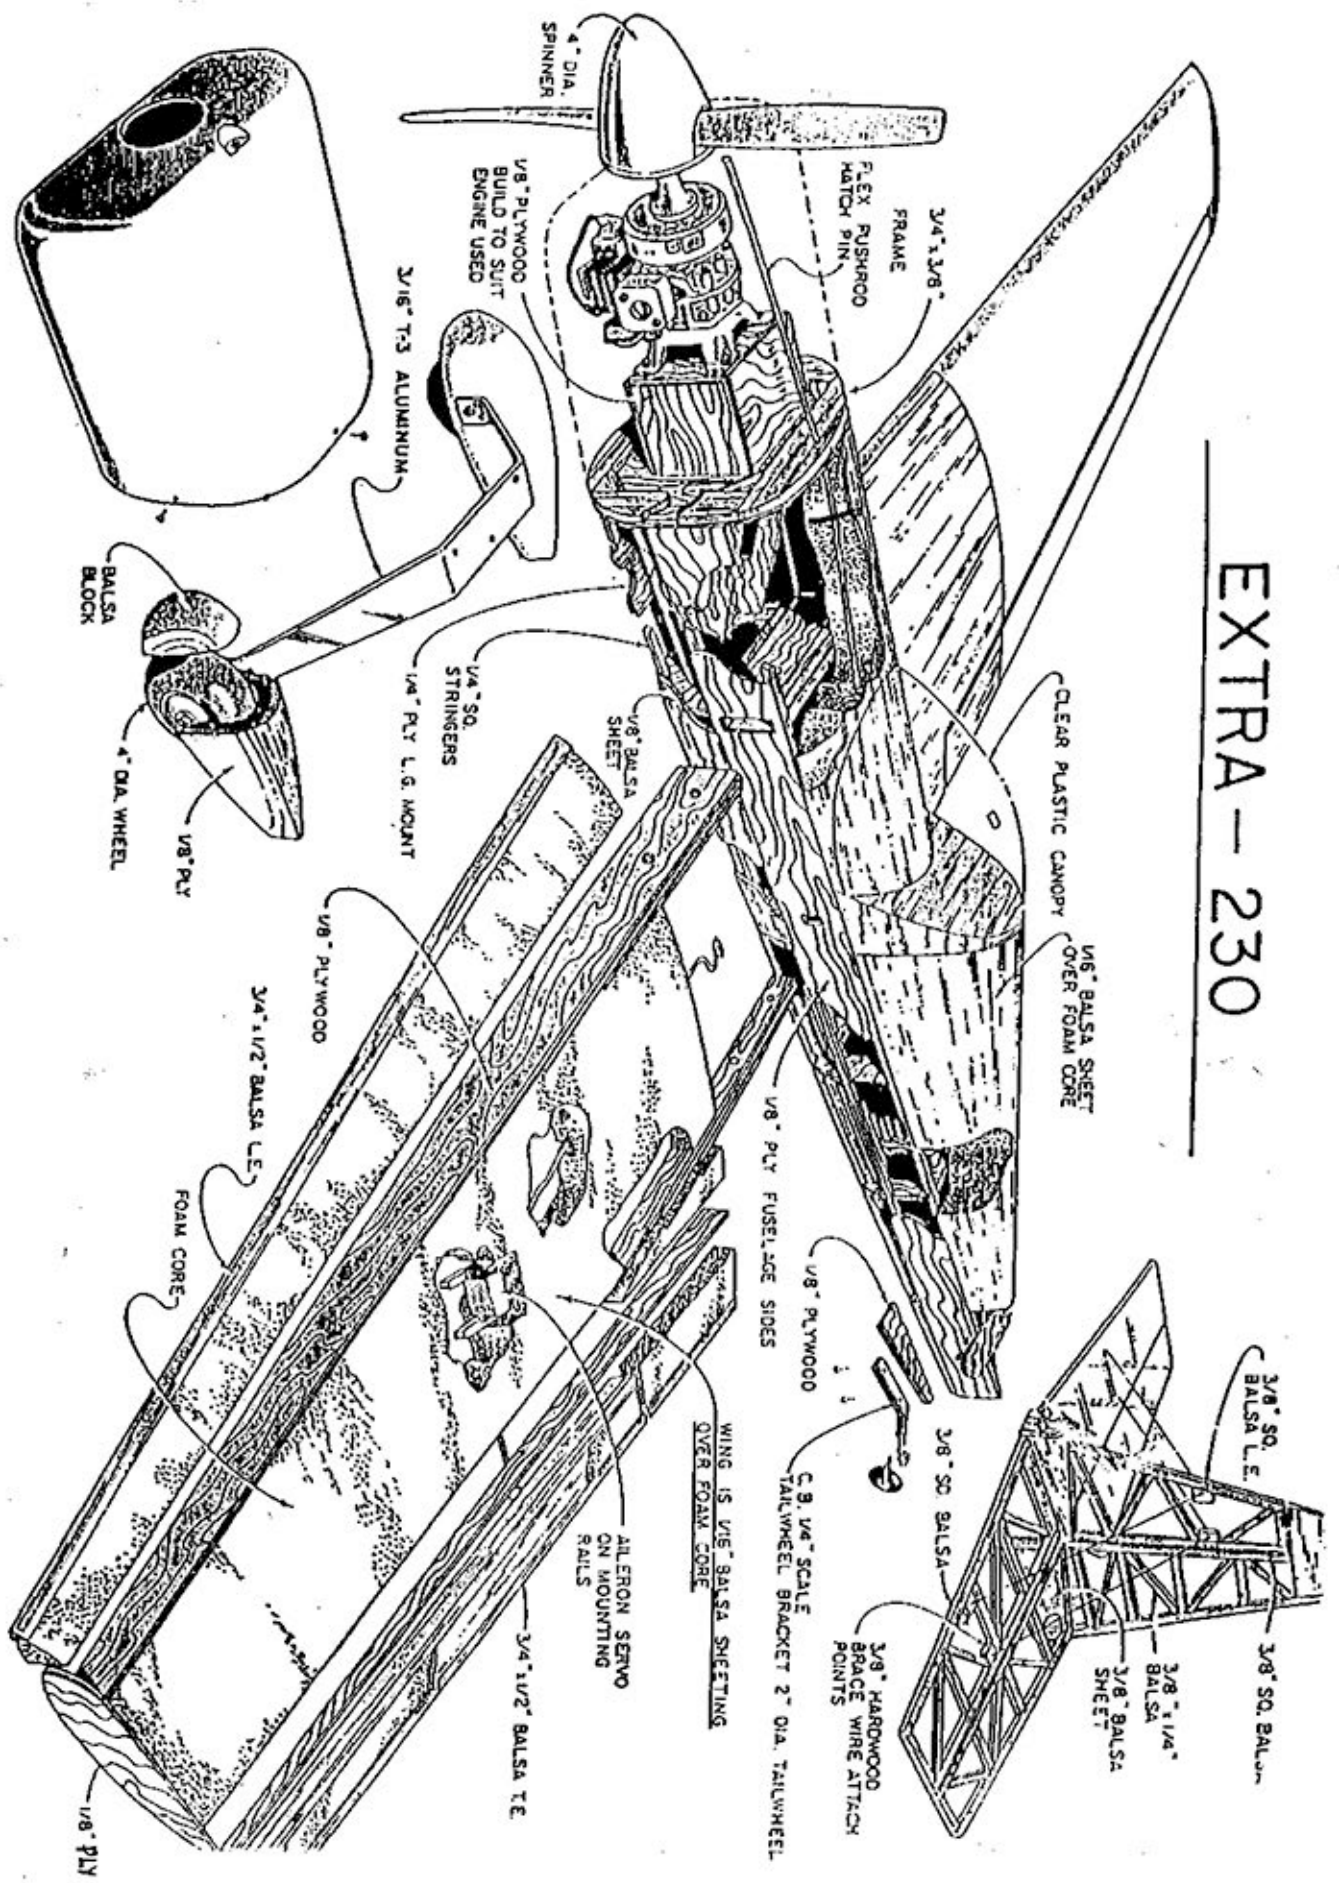 EXTRA - 230
4" DIA.
SPINNER
FLEX PUSHROD
HATCH PIN
3/4" x 3/8"
FRAME
1/8" PLYWOOD
BUILD TO SUIT
ENGINE USED
3/16" T-3 ALUMINUM
BALSA
BLOCK
4" DIA. WHEEL
1/8" PLY
1/4" PLY L.G. MOUNT
1/4" SQ.
STRINGERS
1/8" BALSA
SHEET
CLEAR PLASTIC CANOPY
1/16" BALSA SHEET
OVER FOAM CORE
1/8" PLY FUSELAGE SIDES
1/8" PLYWOOD
C.B. 1/4" SCALE
TAILWHEEL BRACKET 2" DIA. TAILWHEEL
3/8" SQ.
BALSA L.E.
3/8" SQ. BALSA
3/8" x 1/4"
BALSA
3/8" BALSA
SHEET
3/8" SQ. BALSA
3/8" HARDWOOD
BRACE WIRE ATTACH
POINTS
1/8" PLYWOOD
3/4" x 1/2" BALSA L.E.
FOAM CORE
WING IS 1/16" BALSA SHEETING
OVER FOAM CORE
AILERON SERVO
ON MOUNTING
RAILS
3/4" x 1/2" BALSA T.E.
1/8" PLY